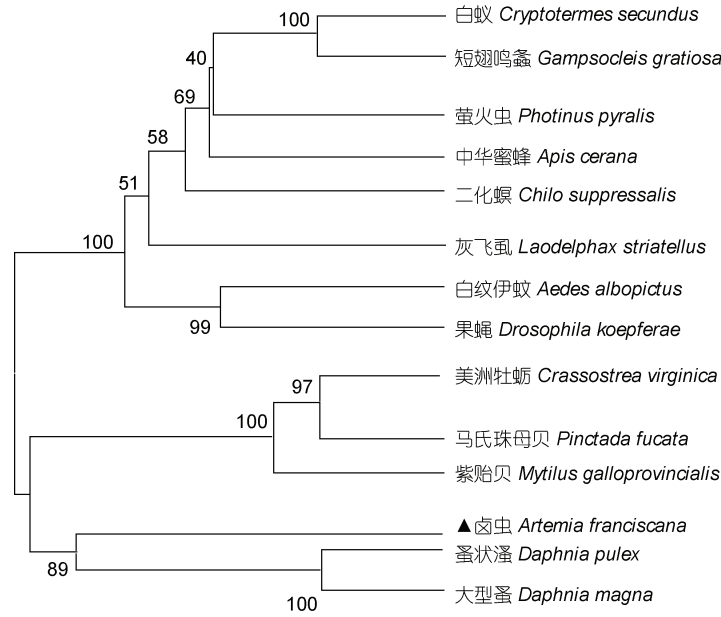 100
白蚁 Cryptotermes secundus
40
短翅鸣螽 Gampsocleis gratiosa
69
萤火虫 Photinus pyralis
58
中华蜜蜂 Apis cerana
51
二化螟 Chilo suppressalis
100
灰飞虱 Laodelphax striatellus
白纹伊蚊 Aedes albopictus
99
果蝇 Drosophila koepferae
97
美洲牡蛎 Crassostrea virginica
100
马氏珠母贝 Pinctada fucata
紫贻贝 Mytilus galloprovincialis
▲卤虫 Artemia franciscana
89
蚤状溞 Daphnia pulex
100
大型蚤 Daphnia magna